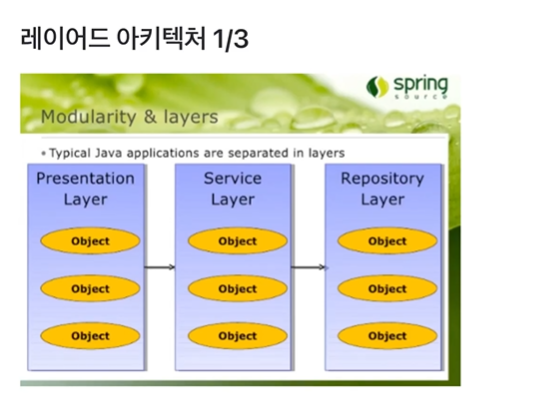 레이어드 아키텍처 1/3
spring
source
Modularity & layers
• Typical Java applications are separated in layers
Presentation
Layer
Object
Object
Object
Service
Layer
Object
Object
Object
Repository
Layer
Object
Object
Object